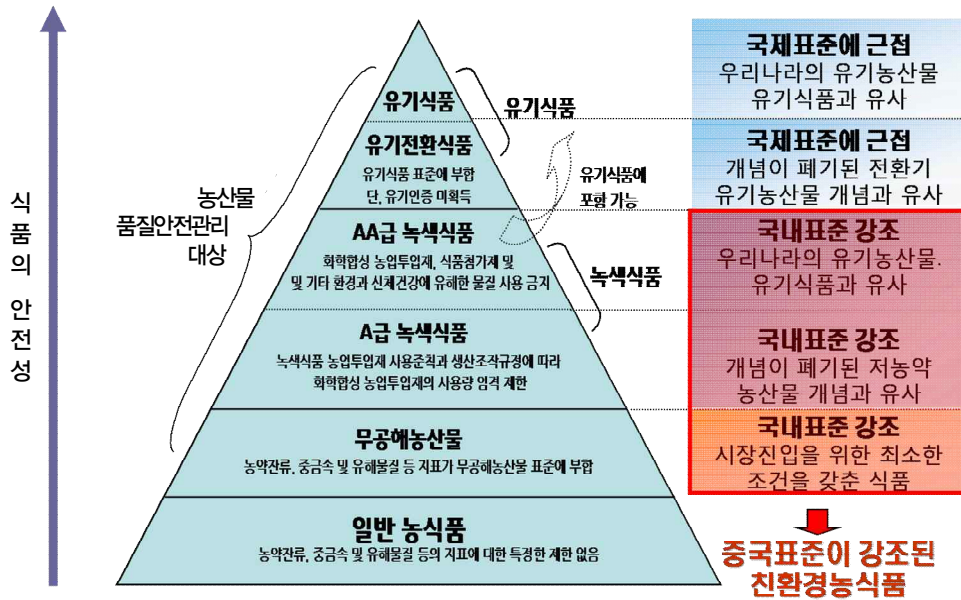 식품의 안전성
농산물
품질안전관리
대상
유기식품
유기전환식품
유기식품 표준에 부합
단, 유기인증 미획득
AA급 녹색식품
화학합성 농업투입재, 식품첨가제 및
및 기타 환경과 신체건강에 유해한 물질 사용 금지
A급 녹색식품
녹색식품 농업투입재 사용준칙과 생산조작규정에 따라
화학합성 농업투입재의 사용량 엄격 제한
무공해농산물
농약잔류, 중금속 및 유해물질 등 지표가 무공해농산물 표준에 부합
일반 농식품
농약잔류, 중금속 및 유해물질 등의 지표에 대한 특정한 제한 없음
유기식품
유기식품에
포함 가능
녹색식품
국제표준에 근접
우리나라의 유기농산물
유기식품과 유사
국제표준에 근접
개념이 폐기된 전환기
유기농산물 개념과 유사
국내표준 강조
우리나라의 유기농산물.
유기식품과 유사
국내표준 강조
개념이 폐기된 저농약
농산물 개념과 유사
국내표준 강조
시장진입을 위한 최소한
조건을 갖춘 식품
중국표준이 강조된
친환경농식품